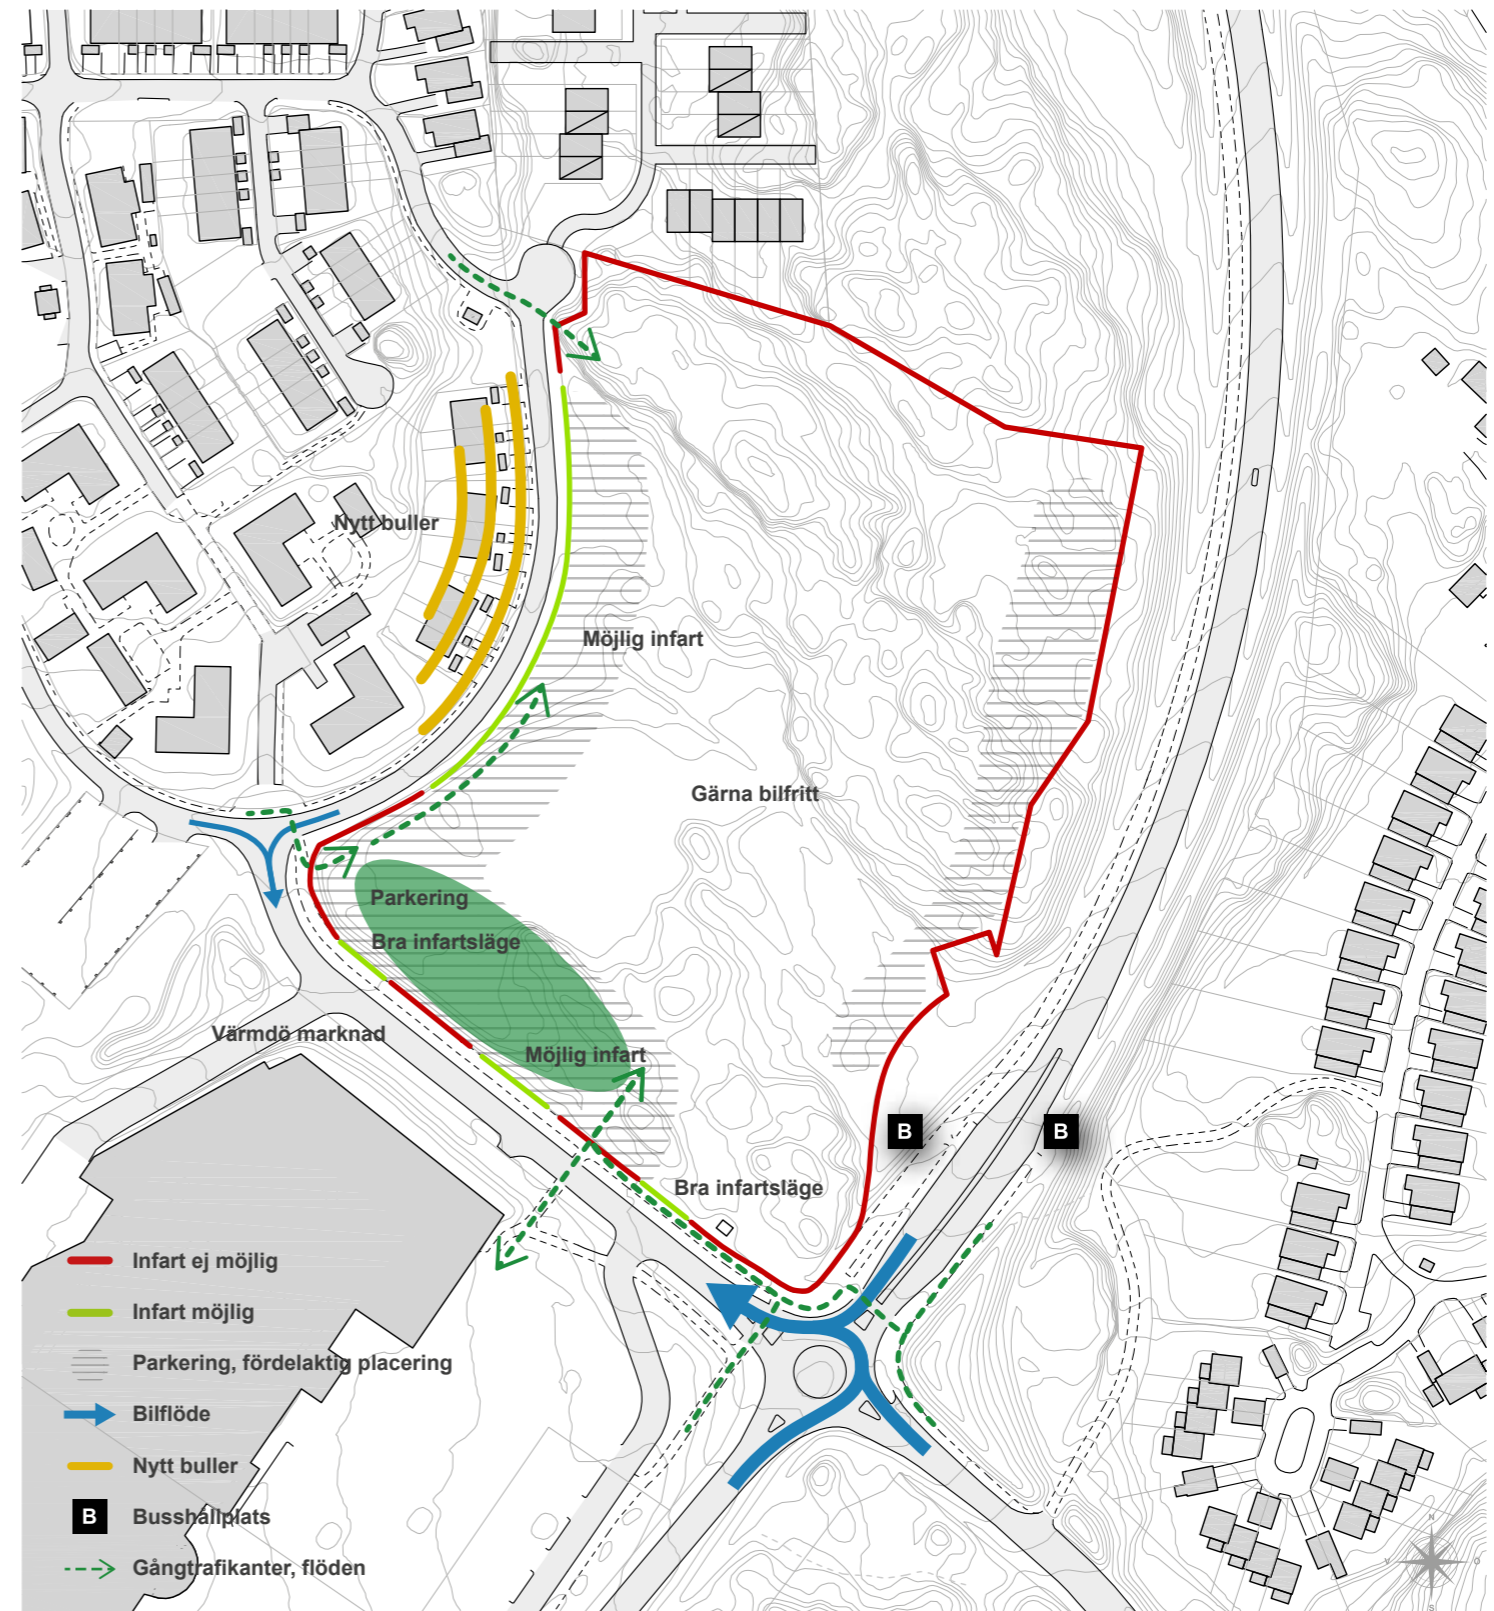 Nytt buller
Möjlig infart
Gärna bilfritt
Parkering
Bra infartsläge
Värmdö marknad
Möjlig infart
B
B
Bra infartsläge
Infart ej möjlig
Infart möjlig
Parkering, fördelaktig placering
Bilflöde
Nytt buller
B Busshållplats
Gångtrafikanter, flöden
N
V O
S